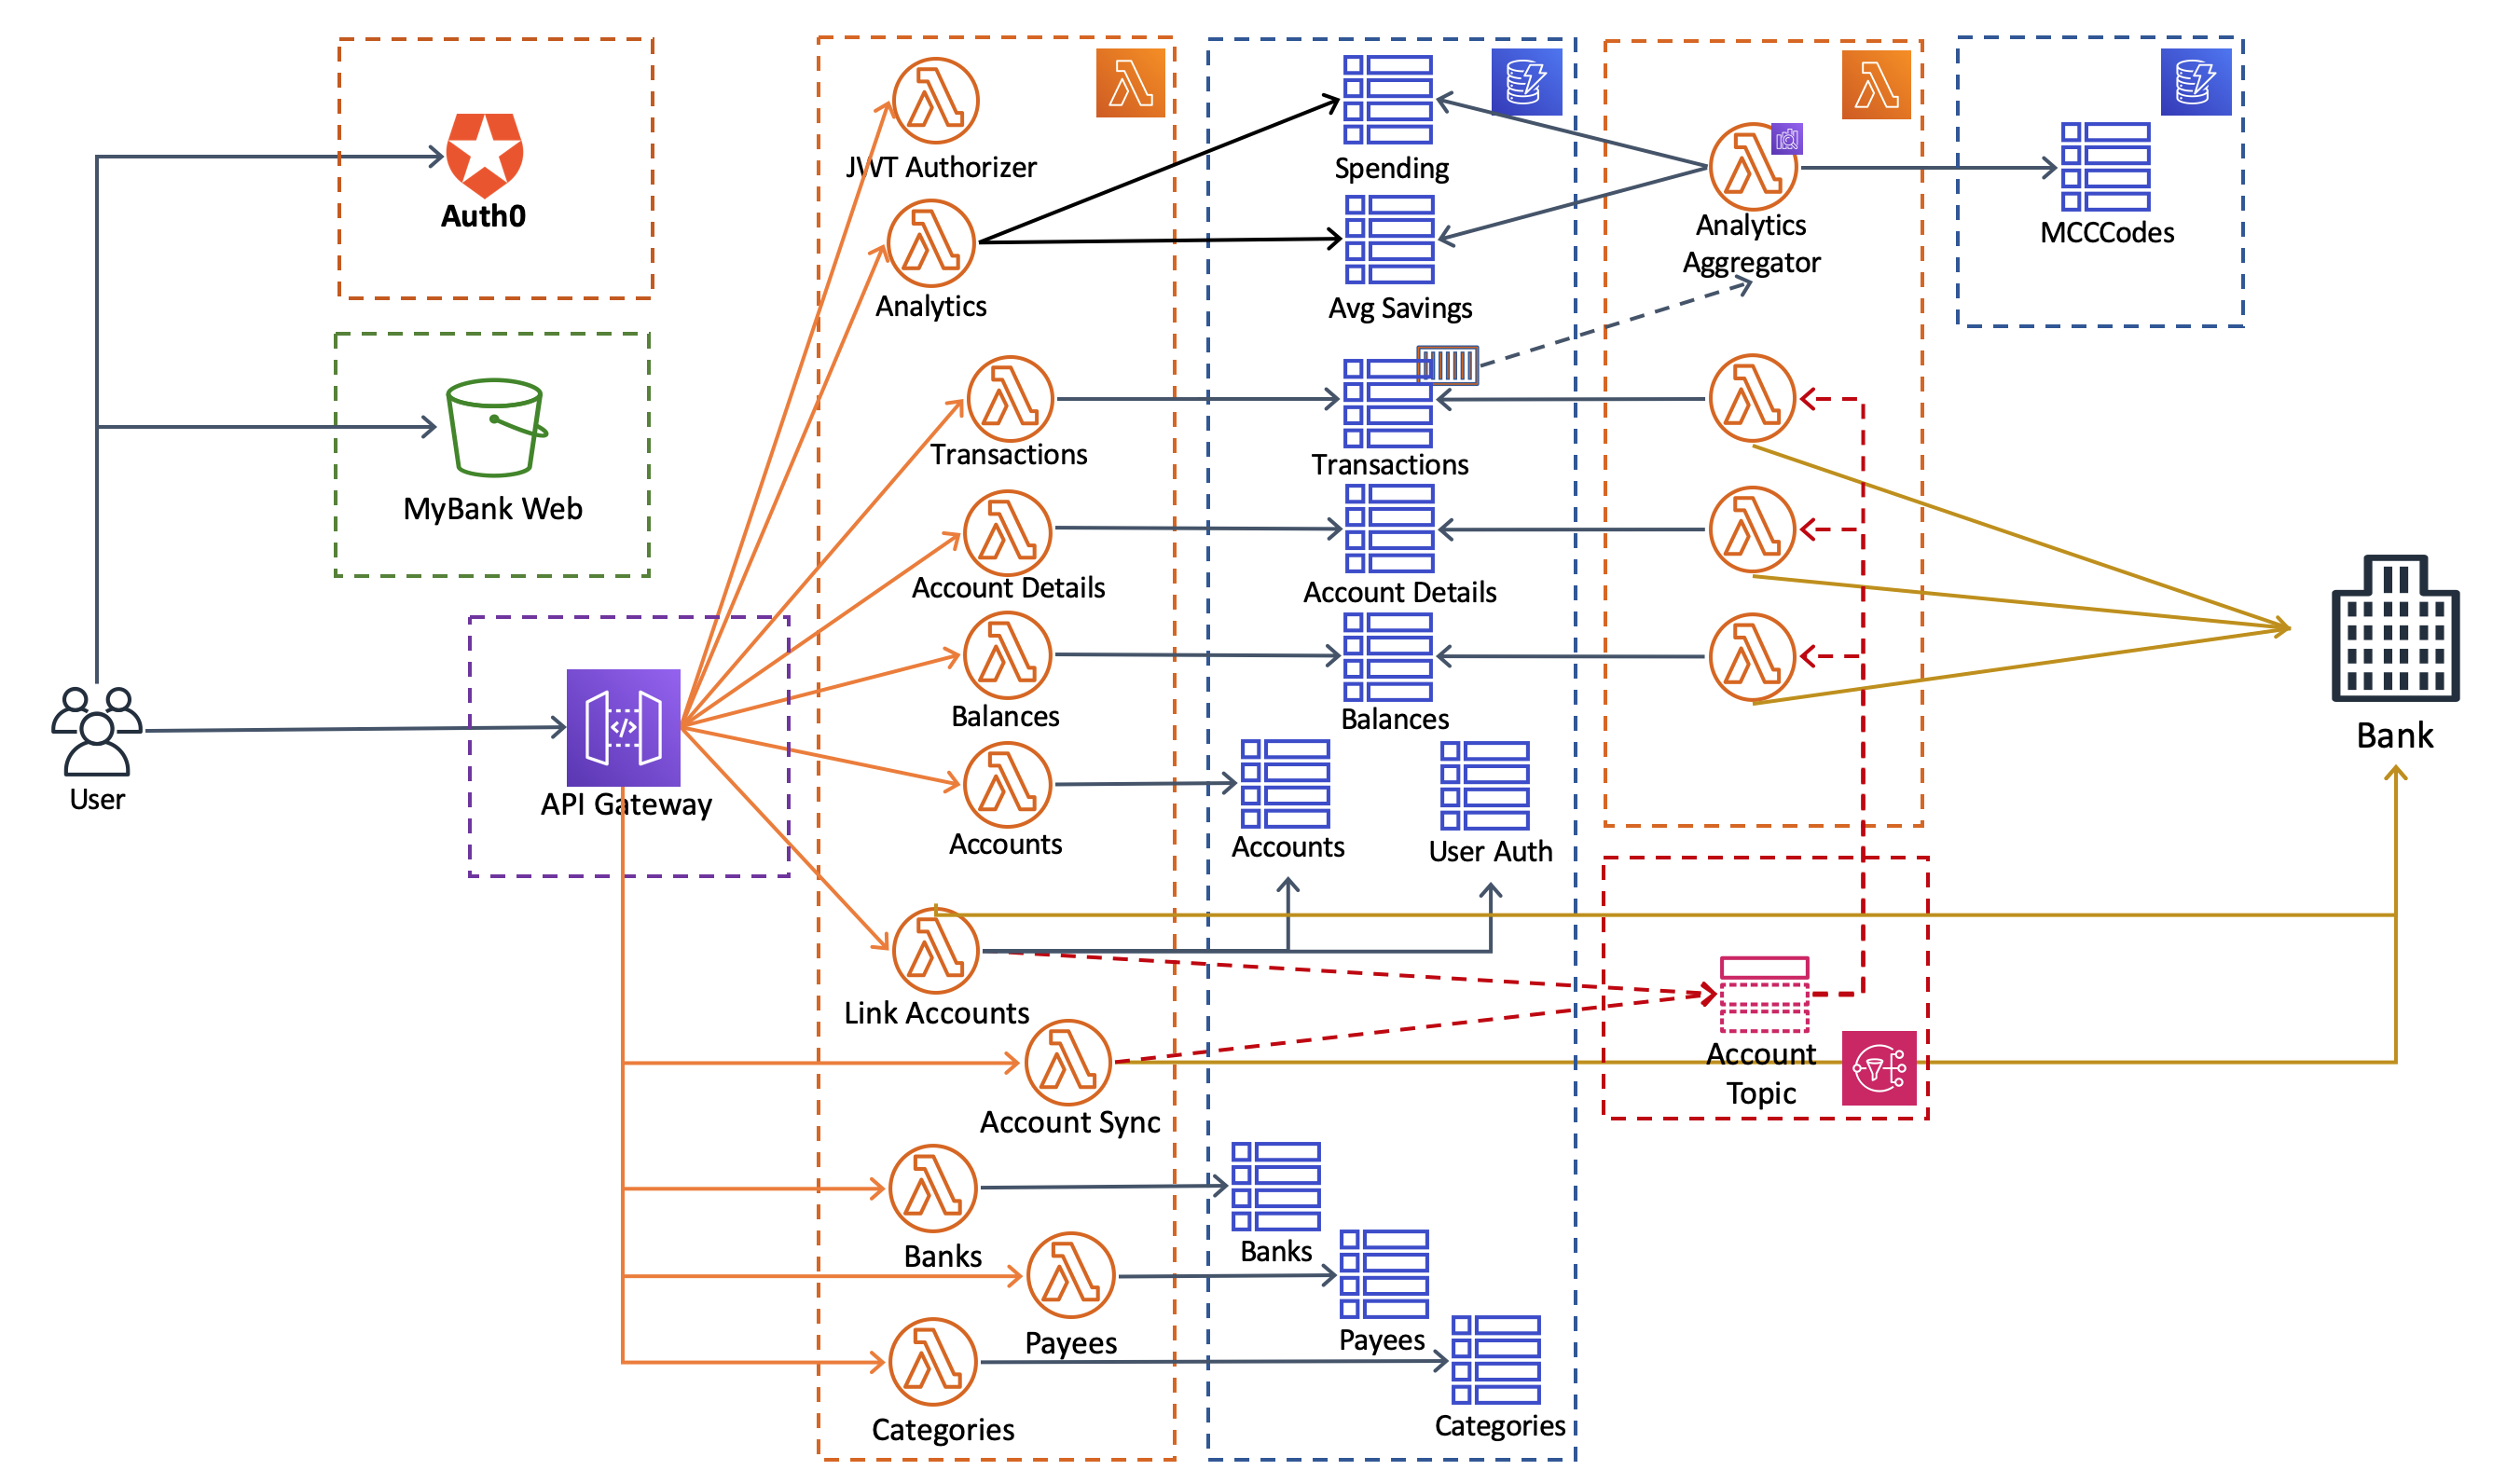 Auth0
MyBank Web
User
API Gateway
JWT Authorizer
Analytics
Transactions
Account Details
Balances
Accounts
Link Accounts
Account Sync
Banks
Payees
Categories
Spending
Avg Savings
Transactions
Account Details
Balances
Accounts
User Auth
Banks
Payees
Categories
Analytics
Aggregator
MCCCodes
Account
Topic
Bank